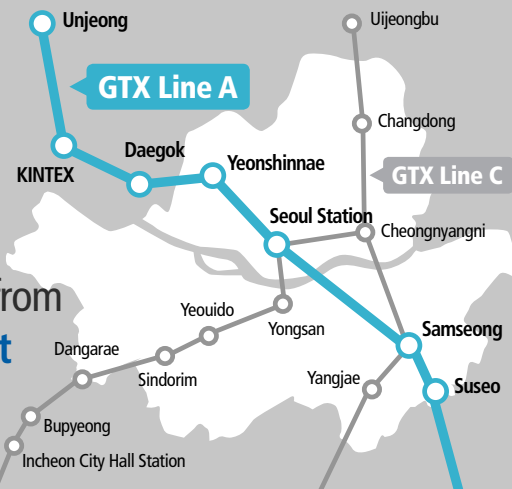 Unjeong
Uijeongbu
GTX Line A
Changdong
Daegok
Yeonshinnae
KINTEX
GTX Line C
Seoul Station
Cheongnyangni
from
Yeouido
Yongsan
Samseong
t
Dangarae
Sindorim
Yangjae
Suseo
Bupyeong
Incheon City Hall Station